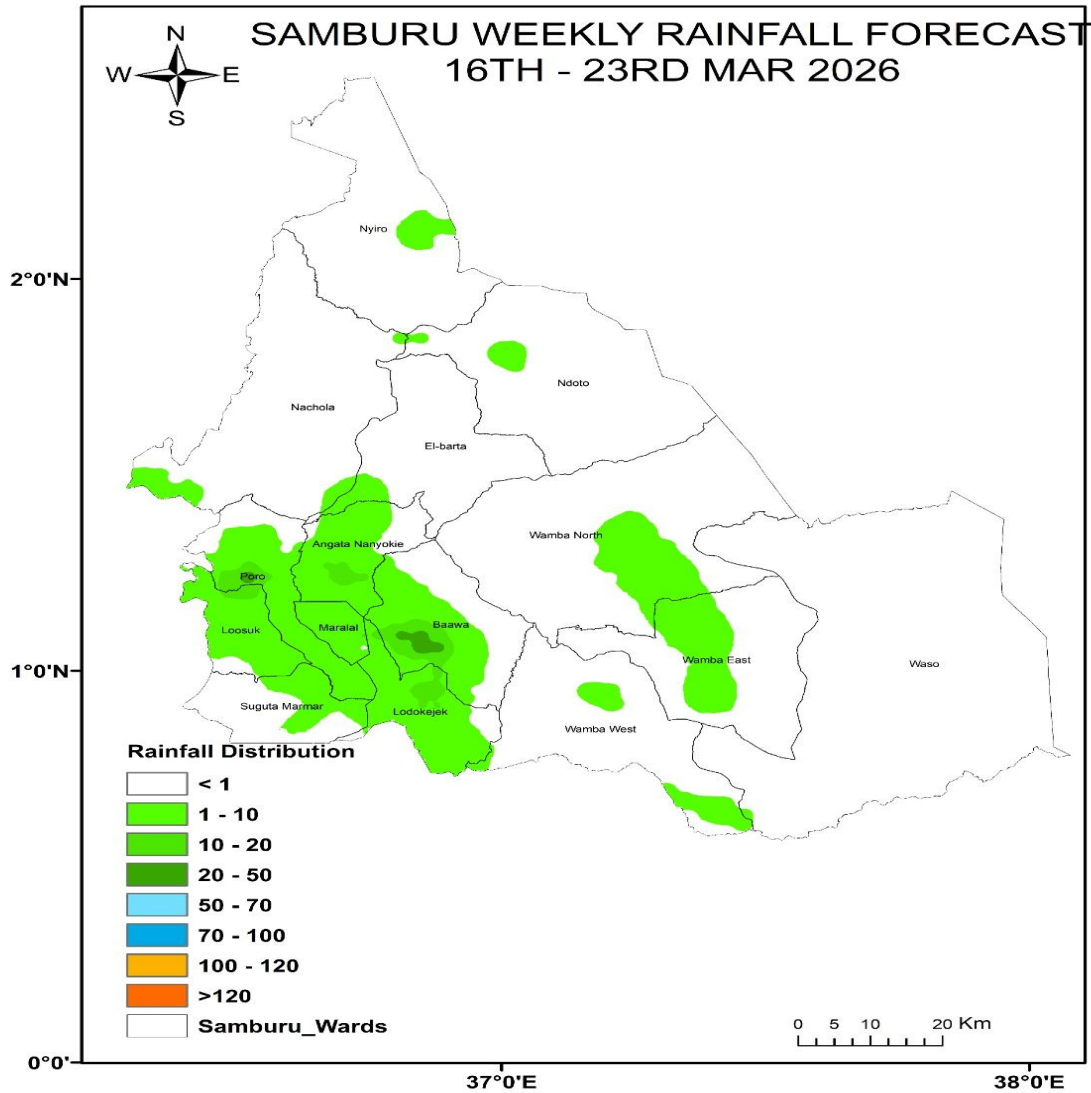 SAMBURU WEEKLY RAINFALL FORECAST
16TH - 23RD MAR 2026
N
W E
S
2°0'0"N
1°0'0"N
0°0'
37°0'E
38°0'E
Nyiro
Ndoto
Nachola
El-barta
Wamba North
Angata Nanyokie
Poro
Baawa
Maralal
Loosuk
Wamba East
Waso
Suguta Marmar
Lodokejek
Wamba West
Rainfall Distribution
< 1
1 - 10
10 - 20
20 - 50
50 - 70
70 - 100
100 - 120
>120
Samburu_Wards
0 5 10 20 Km